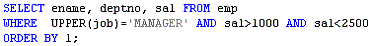 SELECT ename, deptno, sal FROM emp
WHERE  UPPER(job)='MANAGER' AND sal>1000 AND sal<2500
ORDER BY 1;